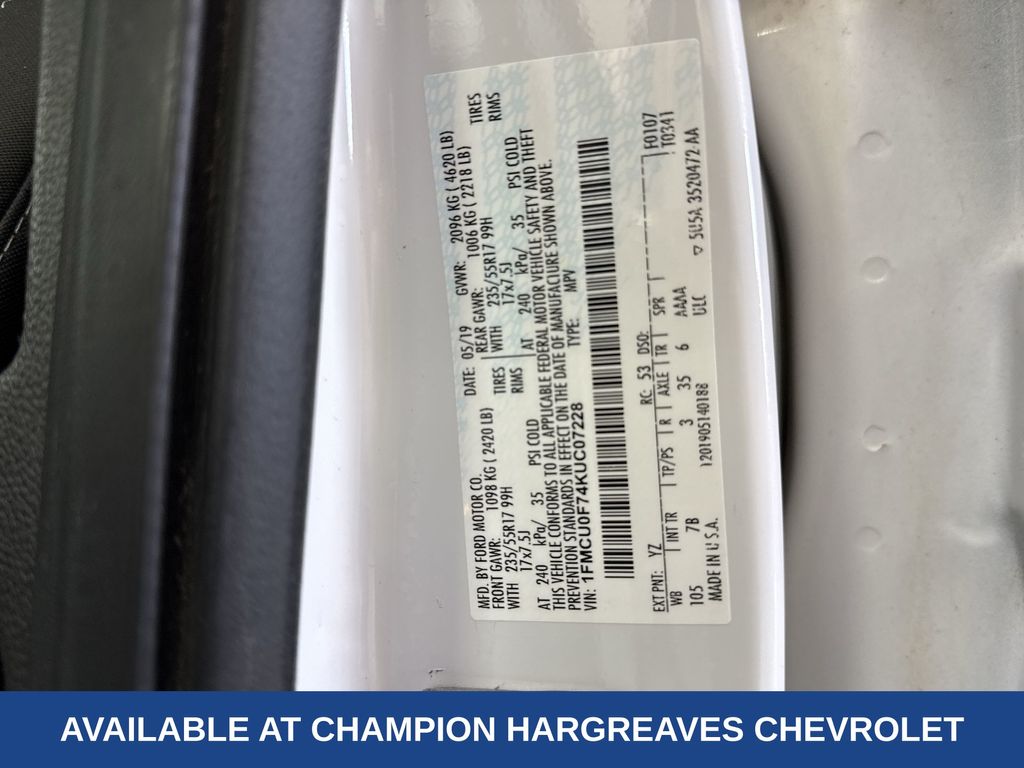 MFD. BY FORD MOTOR CO.
DATE: 05/19 GVWR: 2096 KG ( 4620 LB)
FRONT GAWR: 1098 KG ( 2420 LB)
REAR GAWR: 1006 KG ( 2218 LB)
WITH 235/55R17 99H TIRES
WITH 235/55R17 99H TIRES
17x7.5J RIMS
17x7.5J RIMS
AT 240 kPa/ 35 PSI COLD
AT 240 kPa/ 35 PSI COLD
THIS VEHICLE CONFORMS TO ALL APPLICABLE FEDERAL MOTOR VEHICLE SAFETY AND THEFT
PREVENTION STANDARDS IN EFFECT ON THE DATE OF MANUFACTURE SHOWN ABOVE.
VIN: 1FMCU0F74KUC07228 TYPE: MPV
EXT PNT: YZ RC: 53 DSO: F0107
WB INT TR TP/PS R AXLE TR SPR T0341
105 7B 3 35 6 AAAA
MADE IN U.S.A. 1201905140188 ULC 5U5A 3520472 AA
AVAILABLE AT CHAMPION HARGREAVES CHEVROLET